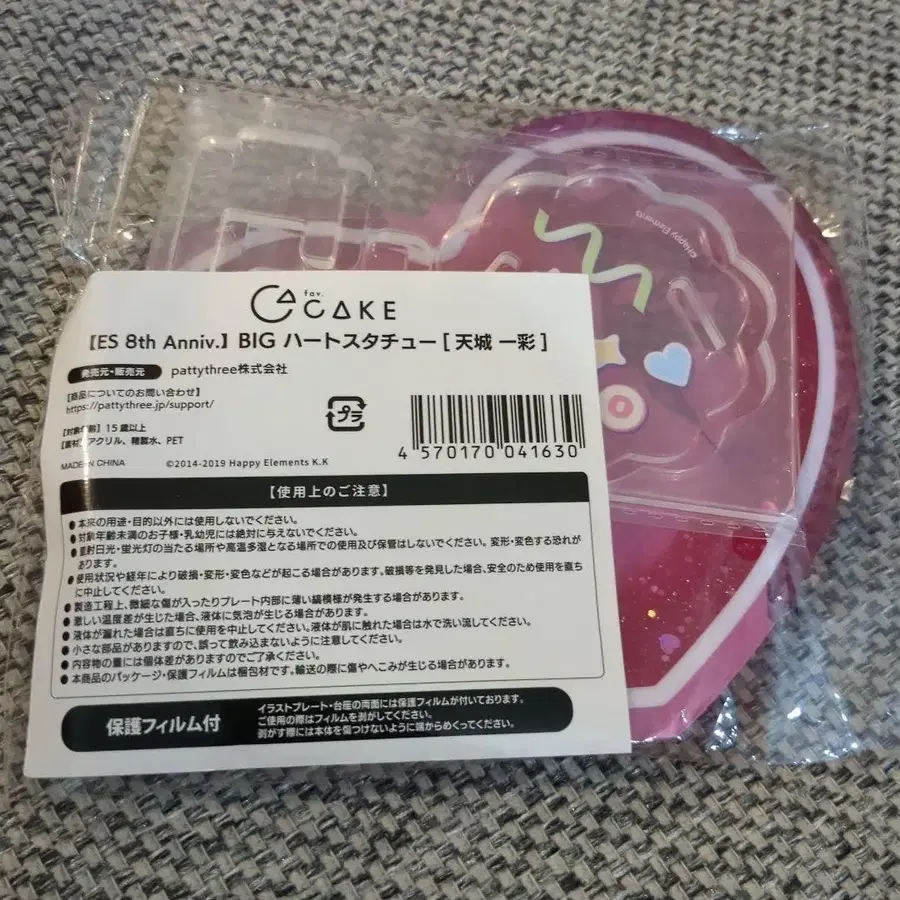 ©Happy Elements
fav.
CAKE
【ES 8th Anniv.】BIG ハートスタチュー [ 天城 一彩 ]
発売元・販売元 pattythree株式会社
【商品についてのお問い合わせ】
https://pattythree.jp/support/
【対象年齢】15歳以上
【素材】アクリル、精製水、PET
プラ
4 570170 041630
MADE IN CHINA ©2014-2019 Happy Elements K.K
【使用上のご注意】
● 本来の用途・目的以外には使用しないでください。
● 対象年齢未満のお子様・乳幼児には絶対に与えないでください。
● 直射日光・蛍光灯の当たる場所や高温多湿となる場所での使用及び保管はしないでください。変形・変色する恐れが
あります。
● 使用状況や経年により破損・変形・変色などが起こる場合があります。破損等を発見した場合、安全のため使用を直ち
に中止してください。
● 製造工程上、微細な傷が入ったりプレート内部に薄い縞模様が発生する場合があります。
● 激しい温度差が生じた場合、液体に気泡が生じる場合があります。
● 液体が漏れた場合は直ちに使用を中止してください。液体が肌に触れた場合は水で洗い流してください。
● 小さな部品がありますので、誤って飲み込まないように注意してください。
● 内容物の量には個体差がありますのでご了承ください。
● 本商品のパッケージ・保護フィルムは梱包材です。輸送の際に傷やへこみが生じる場合があります。
保護フィルム付
イラストプレート・台座の両面には保護フィルムが付いております。
ご使用の際はフィルムを剥がしてください。
剥がす際には本体を傷つけないように端からめくってください。